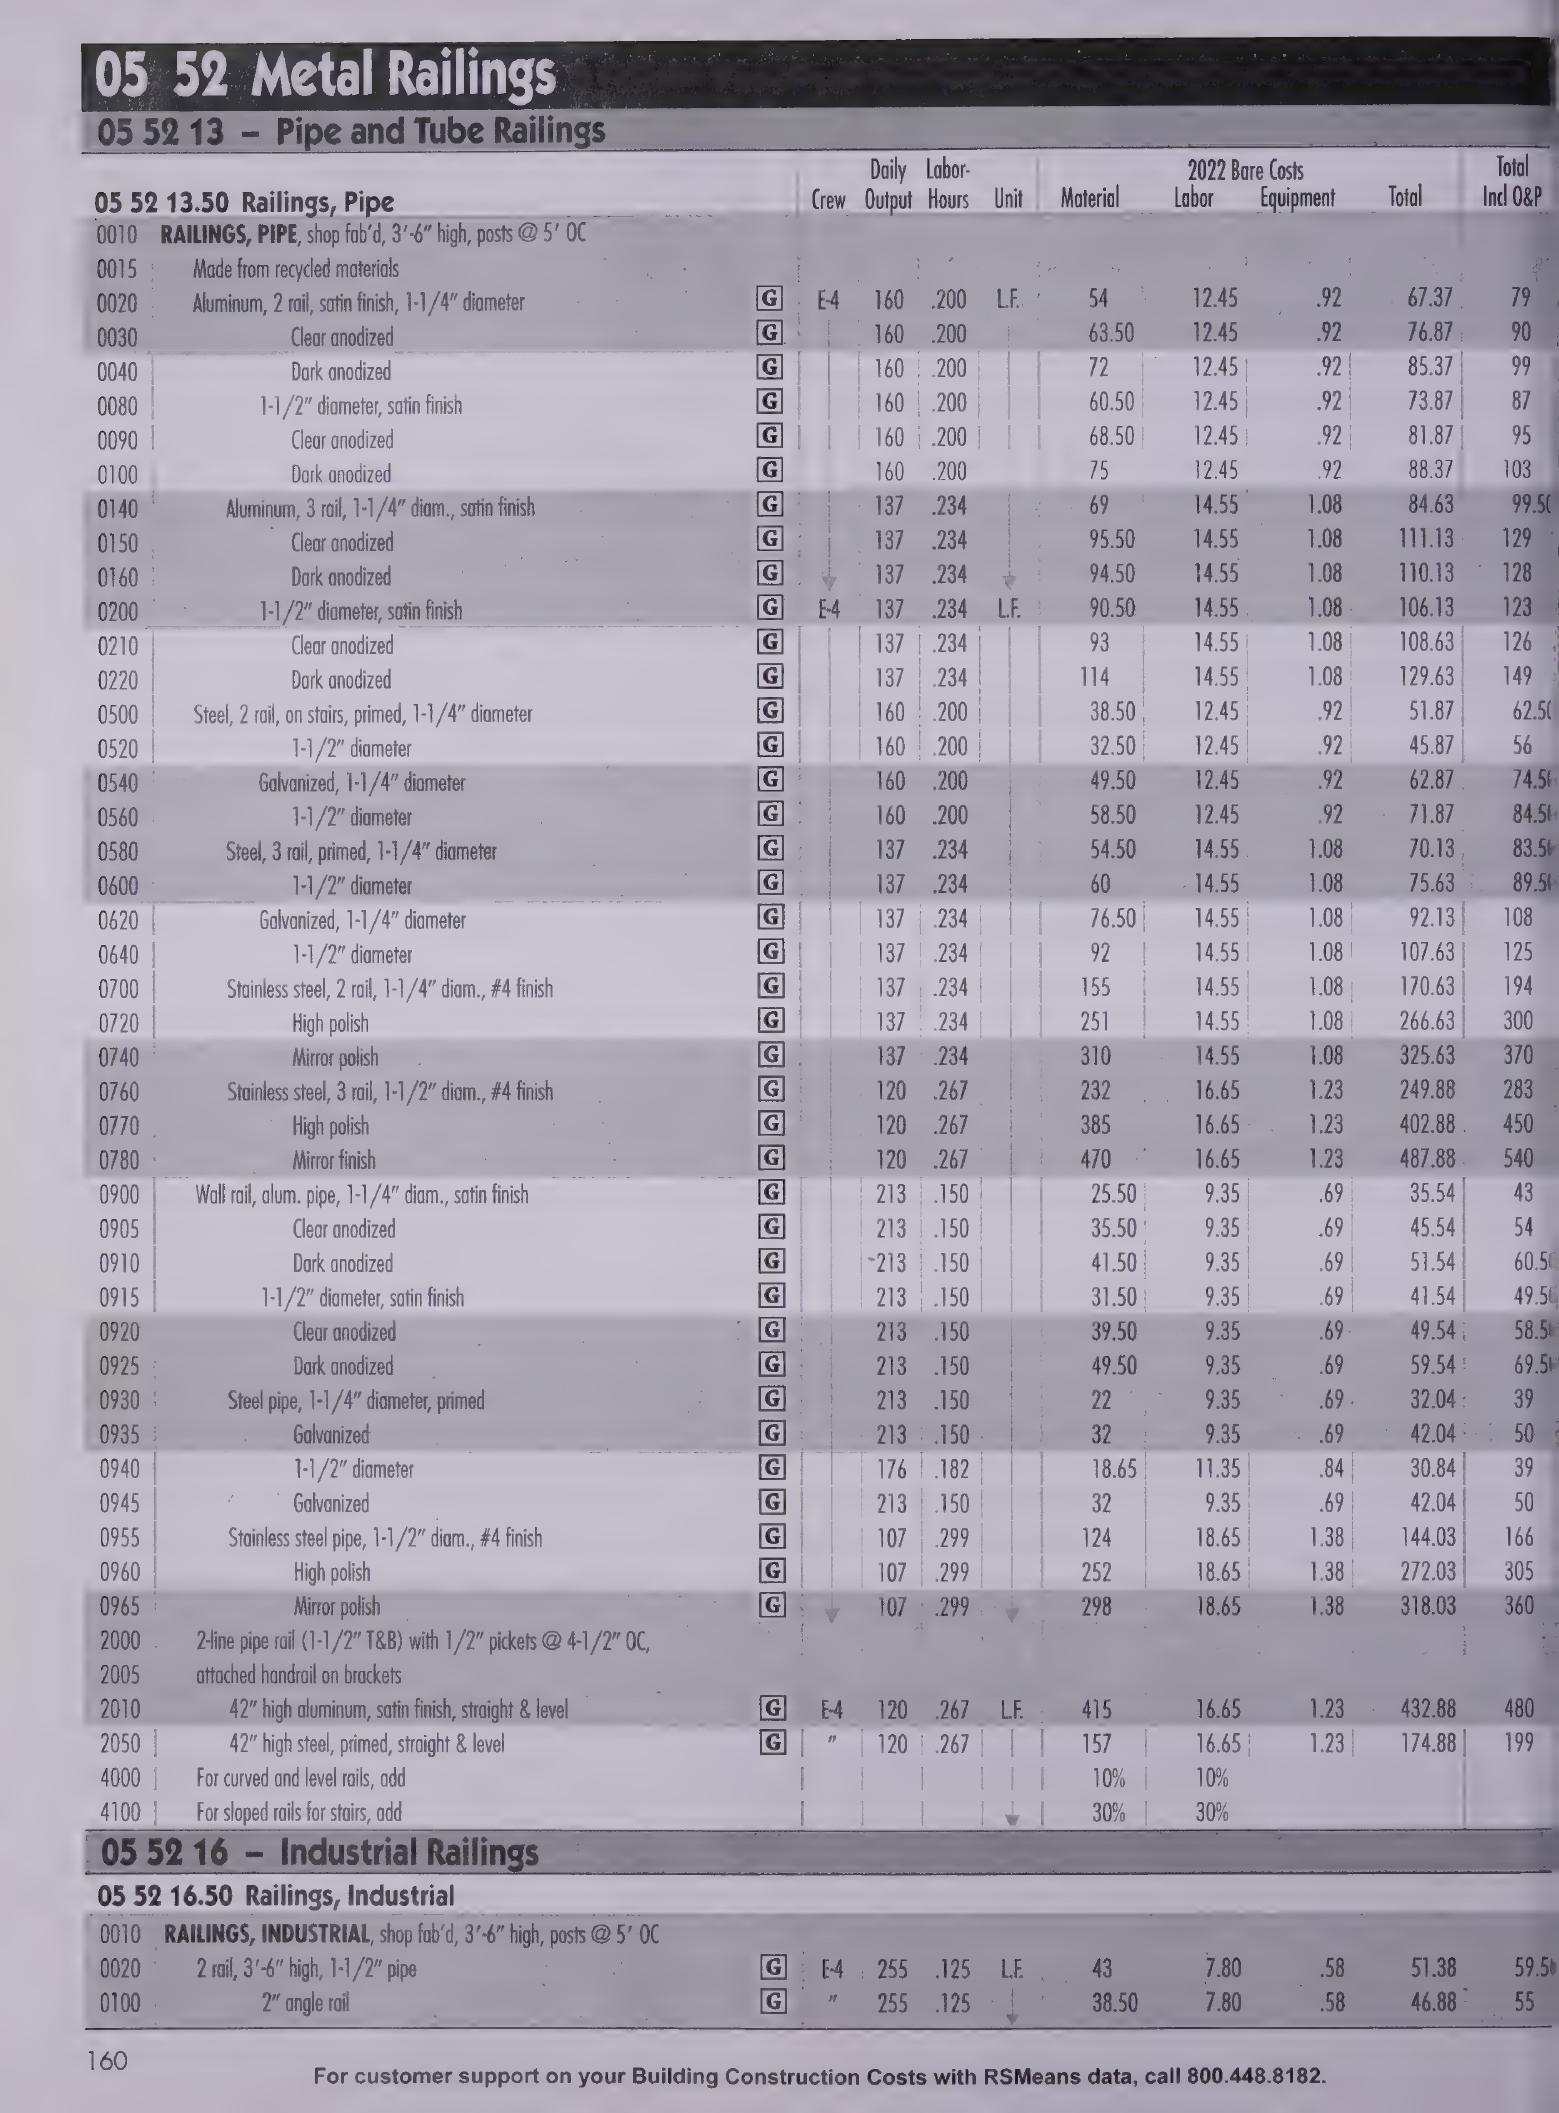 05 52 Metal Railings
05 52 13 – Pipe and Tube Railings
Daily Labor- 2022 Bare Costs Total
05 52 13.50 Railings, Pipe Crew Output Hours Unit Material Labor Equipment Total Incl O&P
0010 RAILINGS, PIPE, shop fab'd, 3'-6" high, posts @ 5' OC
0015 Made from recycled materials
0020 Aluminum, 2 rail, satin finish, 1-1/4" diameter G E-4 160 .200 L.F. 54 12.45 .92 67.37 79
0030 Clear anodized G 160 .200 63.50 12.45 .92 76.87 90
0040 Dark anodized G 160 .200 72 12.45 .92 85.37 99
0080 1-1/2" diameter, satin finish G 160 .200 60.50 12.45 .92 73.87 87
0090 Clear anodized G 160 .200 68.50 12.45 .92 81.87 95
0100 Dark anodized G 160 .200 75 12.45 .92 88.37 103
0140 Aluminum, 3 rail, 1-1/4" diam., satin finish G 137 .234 69 14.55 1.08 84.63 99.50
0150 Clear anodized G 137 .234 95.50 14.55 1.08 111.13 129
0160 Dark anodized G 137 .234 94.50 14.55 1.08 110.13 128
0200 1-1/2" diameter, satin finish G E-4 137 .234 L.F. 90.50 14.55 1.08 106.13 123
0210 Clear anodized G 137 .234 93 14.55 1.08 108.63 126
0220 Dark anodized G 137 .234 114 14.55 1.08 129.63 149
0500 Steel, 2 rail, on stairs, primed, 1-1/4" diameter G 160 .200 38.50 12.45 .92 51.87 62.50
0520 1-1/2" diameter G 160 .200 32.50 12.45 .92 45.87 56
0540 Galvanized, 1-1/4" diameter G 160 .200 49.50 12.45 .92 62.87 74.50
0560 1-1/2" diameter G 160 .200 58.50 12.45 .92 71.87 84.50
0580 Steel, 3 rail, primed, 1-1/4" diameter G 137 .234 54.50 14.55 1.08 70.13 83.50
0600 1-1/2" diameter G 137 .234 60 14.55 1.08 75.63 89.50
0620 Galvanized, 1-1/4" diameter G 137 .234 76.50 14.55 1.08 92.13 108
0640 1-1/2" diameter G 137 .234 92 14.55 1.08 107.63 125
0700 Stainless steel, 2 rail, 1-1/4" diam., #4 finish G 137 .234 155 14.55 1.08 170.63 194
0720 High polish G 137 .234 251 14.55 1.08 266.63 300
0740 Mirror polish G 137 .234 310 14.55 1.08 325.63 370
0760 Stainless steel, 3 rail, 1-1/2" diam., #4 finish G 120 .267 232 16.65 1.23 249.88 283
0770 High polish G 120 .267 385 16.65 1.23 402.88 450
0780 Mirror finish G 120 .267 470 16.65 1.23 487.88 540
0900 Wall rail, alum. pipe, 1-1/4" diam., satin finish G 213 .150 25.50 9.35 .69 35.54 43
0905 Clear anodized G 213 .150 35.50 9.35 .69 45.54 54
0910 Dark anodized G 213 .150 41.50 9.35 .69 51.54 60.50
0915 1-1/2" diameter, satin finish G 213 .150 31.50 9.35 .69 41.54 49.50
0920 Clear anodized G 213 .150 39.50 9.35 .69 49.54 58.50
0925 Dark anodized G 213 .150 49.50 9.35 .69 59.54 69.50
0930 Steel pipe, 1-1/4" diameter, primed G 213 .150 22 9.35 .69 32.04 39
0935 Galvanized G 213 .150 32 9.35 .69 42.04 50
0940 1-1/2" diameter G 176 .182 18.65 11.35 .84 30.84 39
0945 Galvanized G 213 .150 32 9.35 .69 42.04 50
0955 Stainless steel pipe, 1-1/2" diam., #4 finish G 107 .299 124 18.65 1.38 144.03 166
0960 High polish G 107 .299 252 18.65 1.38 272.03 305
0965 Mirror polish G 107 .299 298 18.65 1.38 318.03 360
2000 2-line pipe rail (1-1/2" T&B) with 1/2" pickets @ 4-1/2" OC,
2005 attached handrail on brackets
2010 42" high aluminum, satin finish, straight & level G E-4 120 .267 L.F. 415 16.65 1.23 432.88 480
2050 42" high steel, primed, straight & level G " 120 .267 157 16.65 1.23 174.88 199
4000 For curved and level rails, add 10% 10%
4100 For sloped rails for stairs, add 30% 30%
05 52 16 – Industrial Railings
05 52 16.50 Railings, Industrial
0010 RAILINGS, INDUSTRIAL, shop fab'd, 3'-6" high, posts @ 5' OC
0020 2 rail, 3'-6" high, 1-1/2" pipe G E-4 255 .125 L.F. 43 7.80 .58 51.38 59.50
0100 2" angle rail G " 255 .125 38.50 7.80 .58 46.88 55
160
For customer support on your Building Construction Costs with RSMeans data, call 800.448.8182.